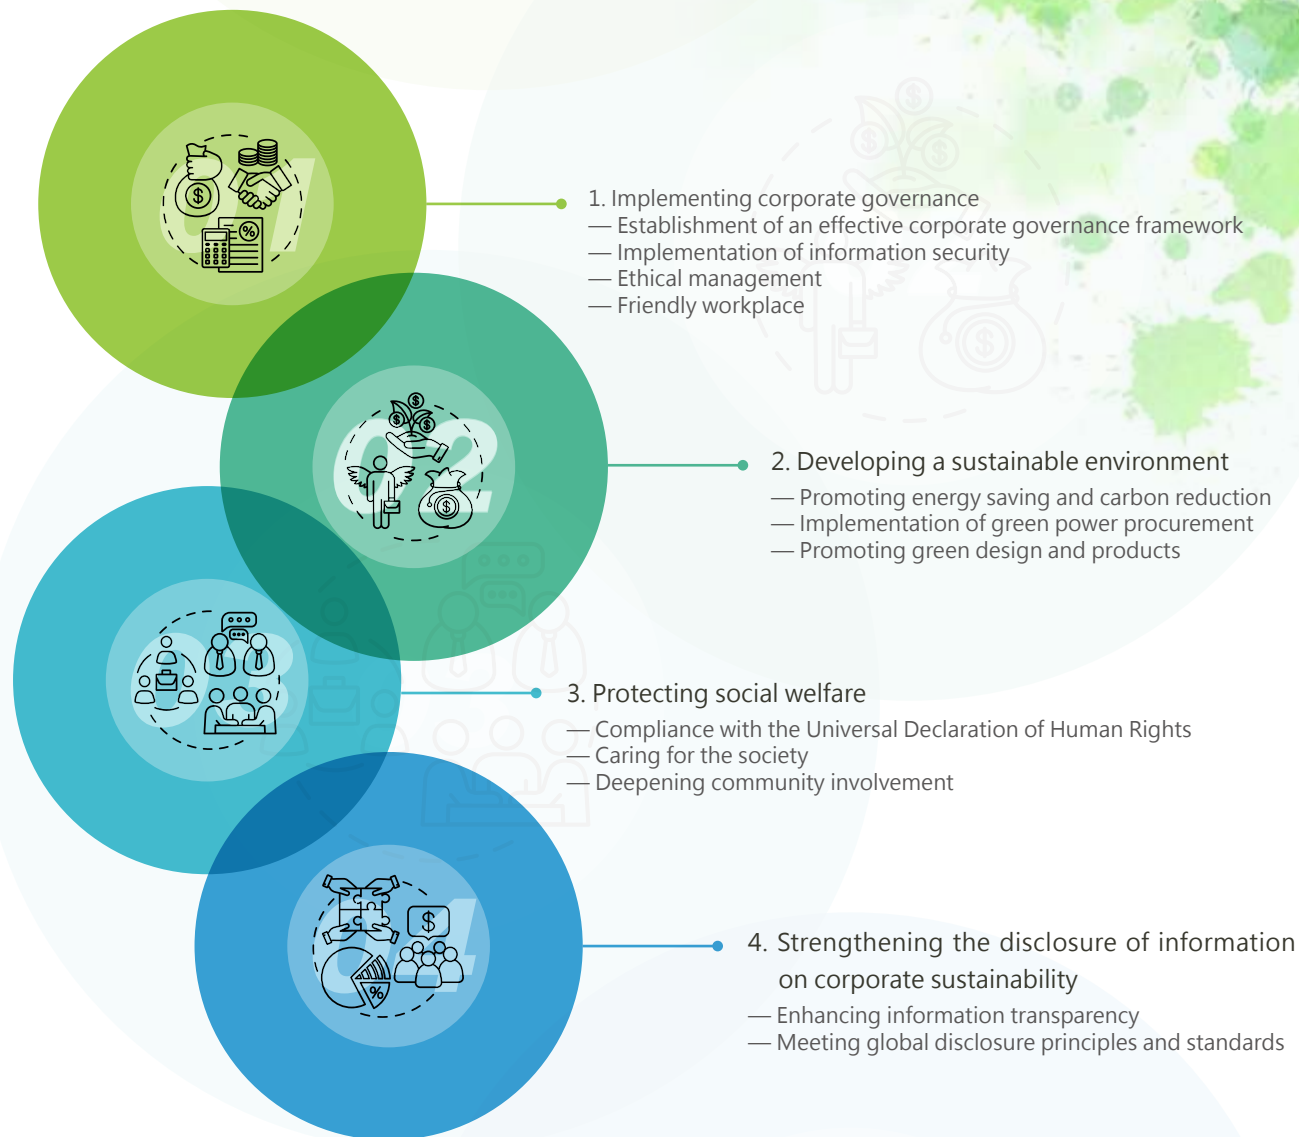 01
1. Implementing corporate governance
— Establishment of an effective corporate governance framework
— Implementation of information security
— Ethical management
— Friendly workplace
02
2. Developing a sustainable environment
— Promoting energy saving and carbon reduction
— Implementation of green power procurement
— Promoting green design and products
03
3. Protecting social welfare
— Compliance with the Universal Declaration of Human Rights
— Caring for the society
— Deepening community involvement
04
4. Strengthening the disclosure of information
on corporate sustainability
— Enhancing information transparency
— Meeting global disclosure principles and standards